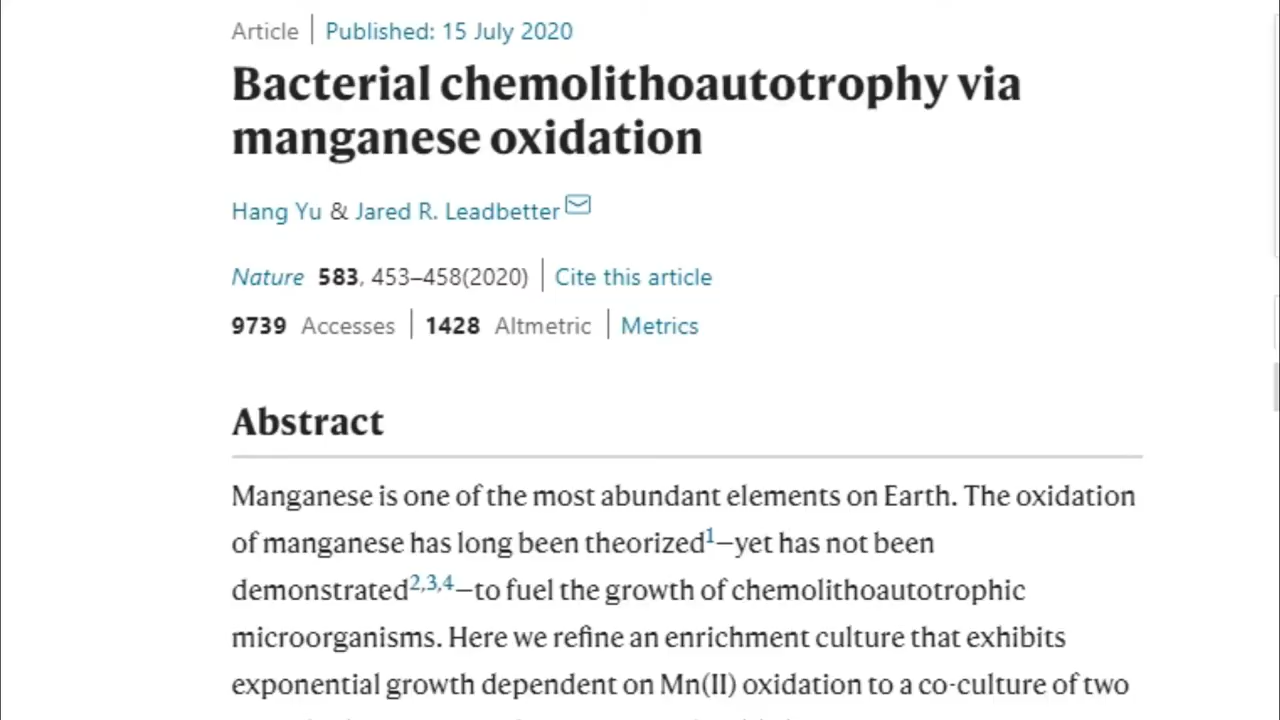 Article | Published: 15 July 2020
Bacterial chemolithoautotrophy via
manganese oxidation
Hang Yu & Jared R. Leadbetter
Nature 583, 453–458(2020) | Cite this article
9739 Accesses | 1428 Altmetric | Metrics
Abstract
Manganese is one of the most abundant elements on Earth. The oxidation
of manganese has long been theorized1—yet has not been
demonstrated2,3,4—to fuel the growth of chemolithoautotrophic
microorganisms. Here we refine an enrichment culture that exhibits
exponential growth dependent on Mn(II) oxidation to a co-culture of two